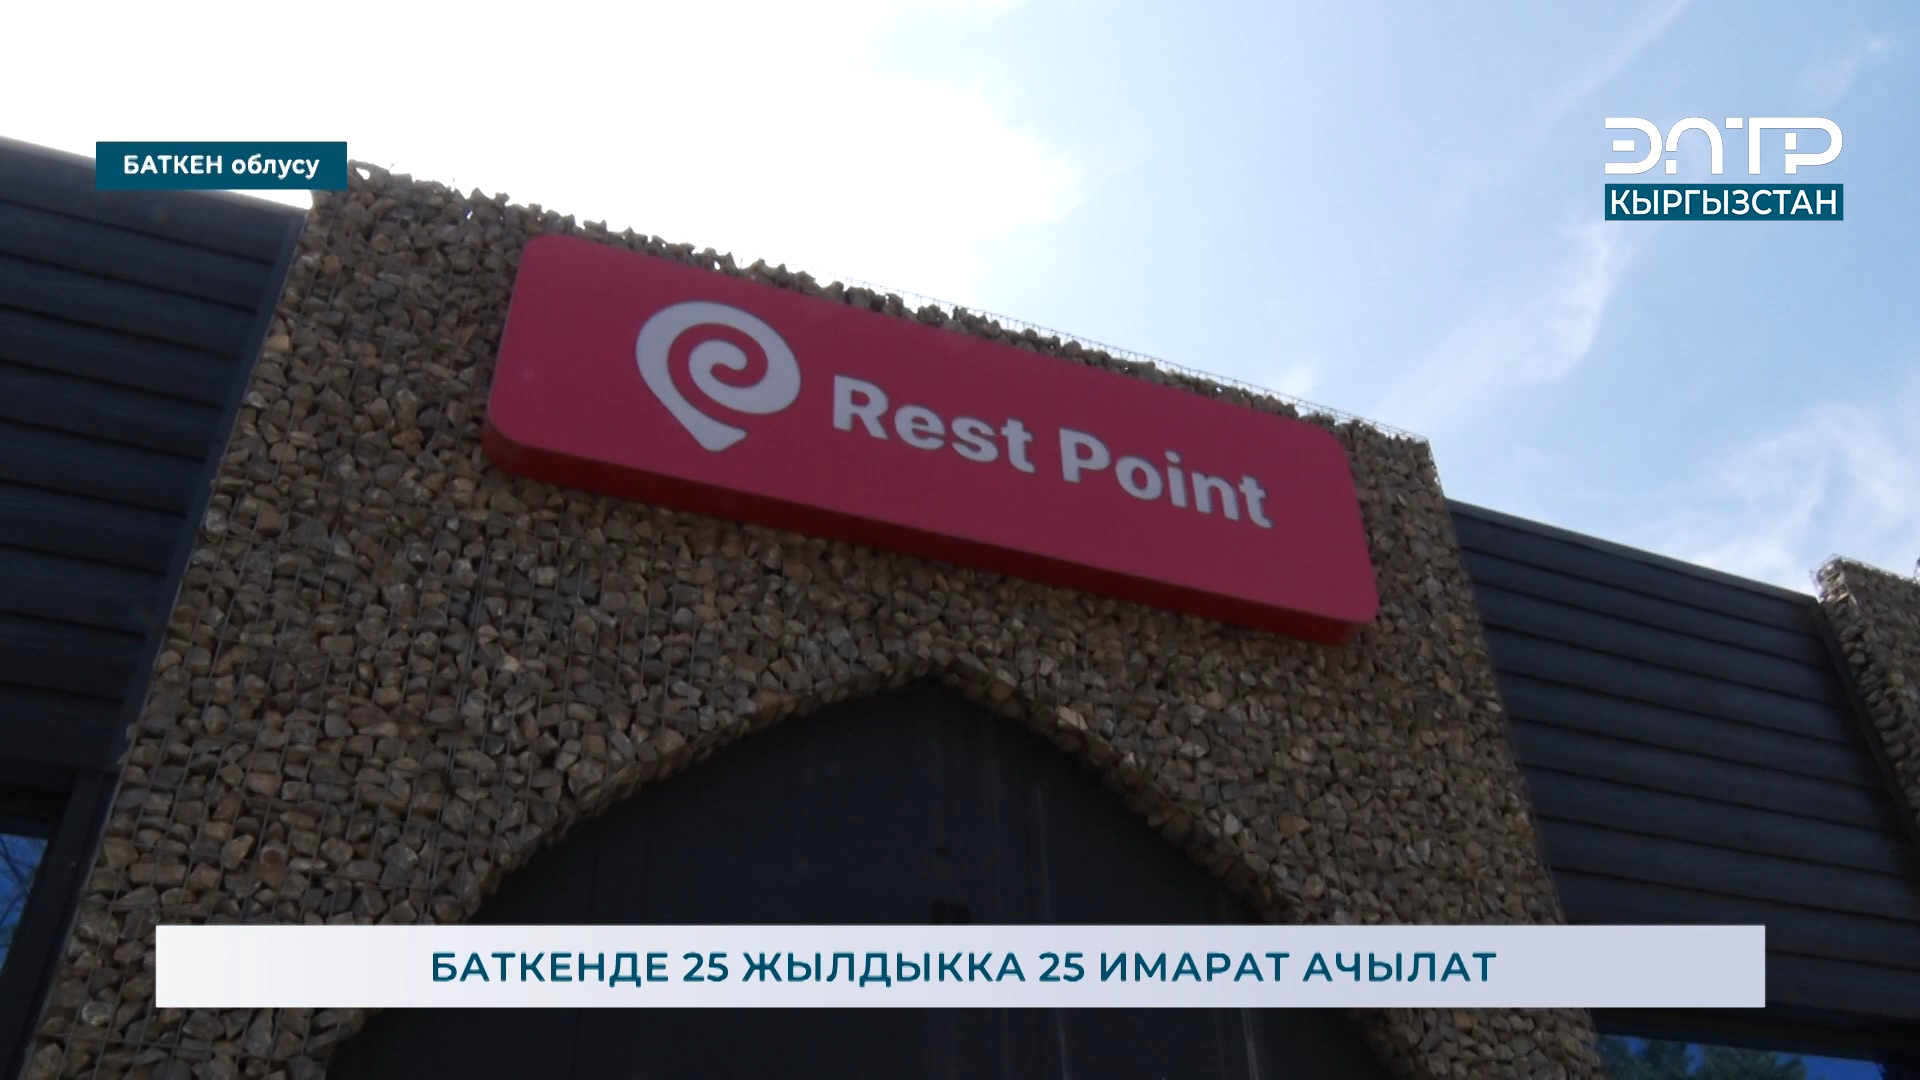 БАТКЕН облусу
ЭЛТР
КЫРГЫЗСТАН
Rest Point
БАТКЕНДЕ 25 ЖЫЛДЫККА 25 ИМАРАТ АЧЫЛАТ